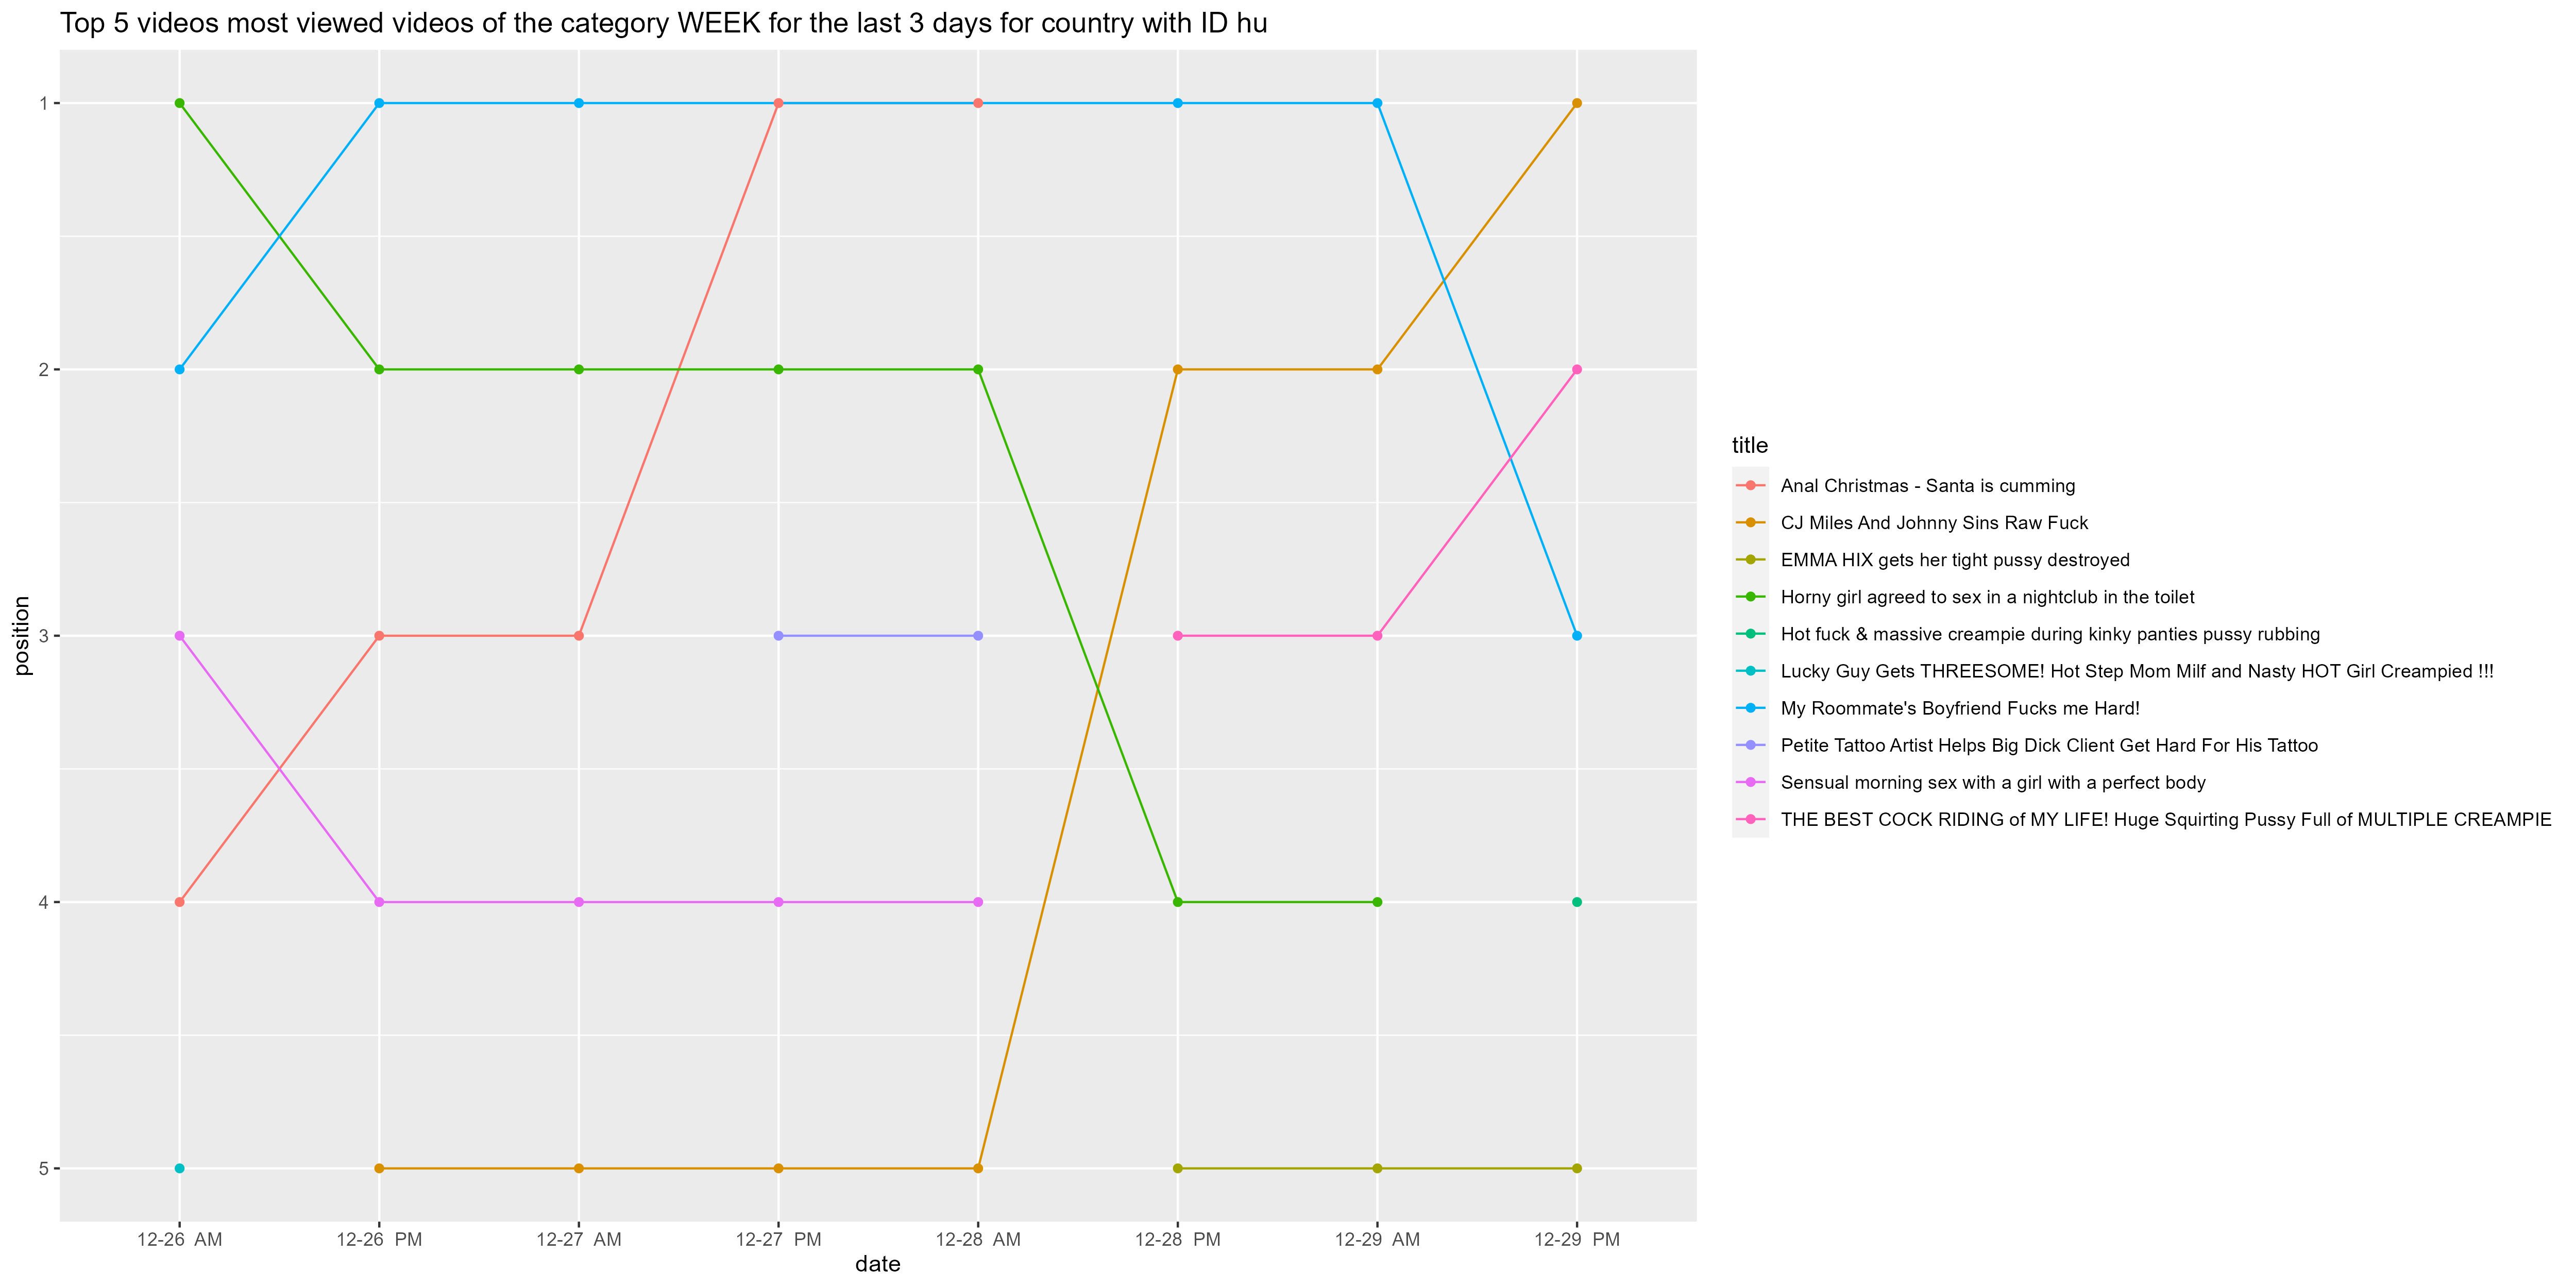 Top 5 videos most viewed videos of the category WEEK for the last 3 days for country with ID hu
position
1
2
3
4
5
12-26 AM
12-26 PM
12-27 AM
12-27 PM
12-28 AM
12-28 PM
12-29 AM
12-29 PM
date
title
Anal Christmas - Santa is cumming
CJ Miles And Johnny Sins Raw Fuck
EMMA HIX gets her tight pussy destroyed
Horny girl agreed to sex in a nightclub in the toilet
Hot fuck & massive creampie during kinky panties pussy rubbing
Lucky Guy Gets THREESOME! Hot Step Mom Milf and Nasty HOT Girl Creampied !!!
My Roommate's Boyfriend Fucks me Hard!
Petite Tattoo Artist Helps Big Dick Client Get Hard For His Tattoo
Sensual morning sex with a girl with a perfect body
THE BEST COCK RIDING of MY LIFE! Huge Squirting Pussy Full of MULTIPLE CREAMPIE